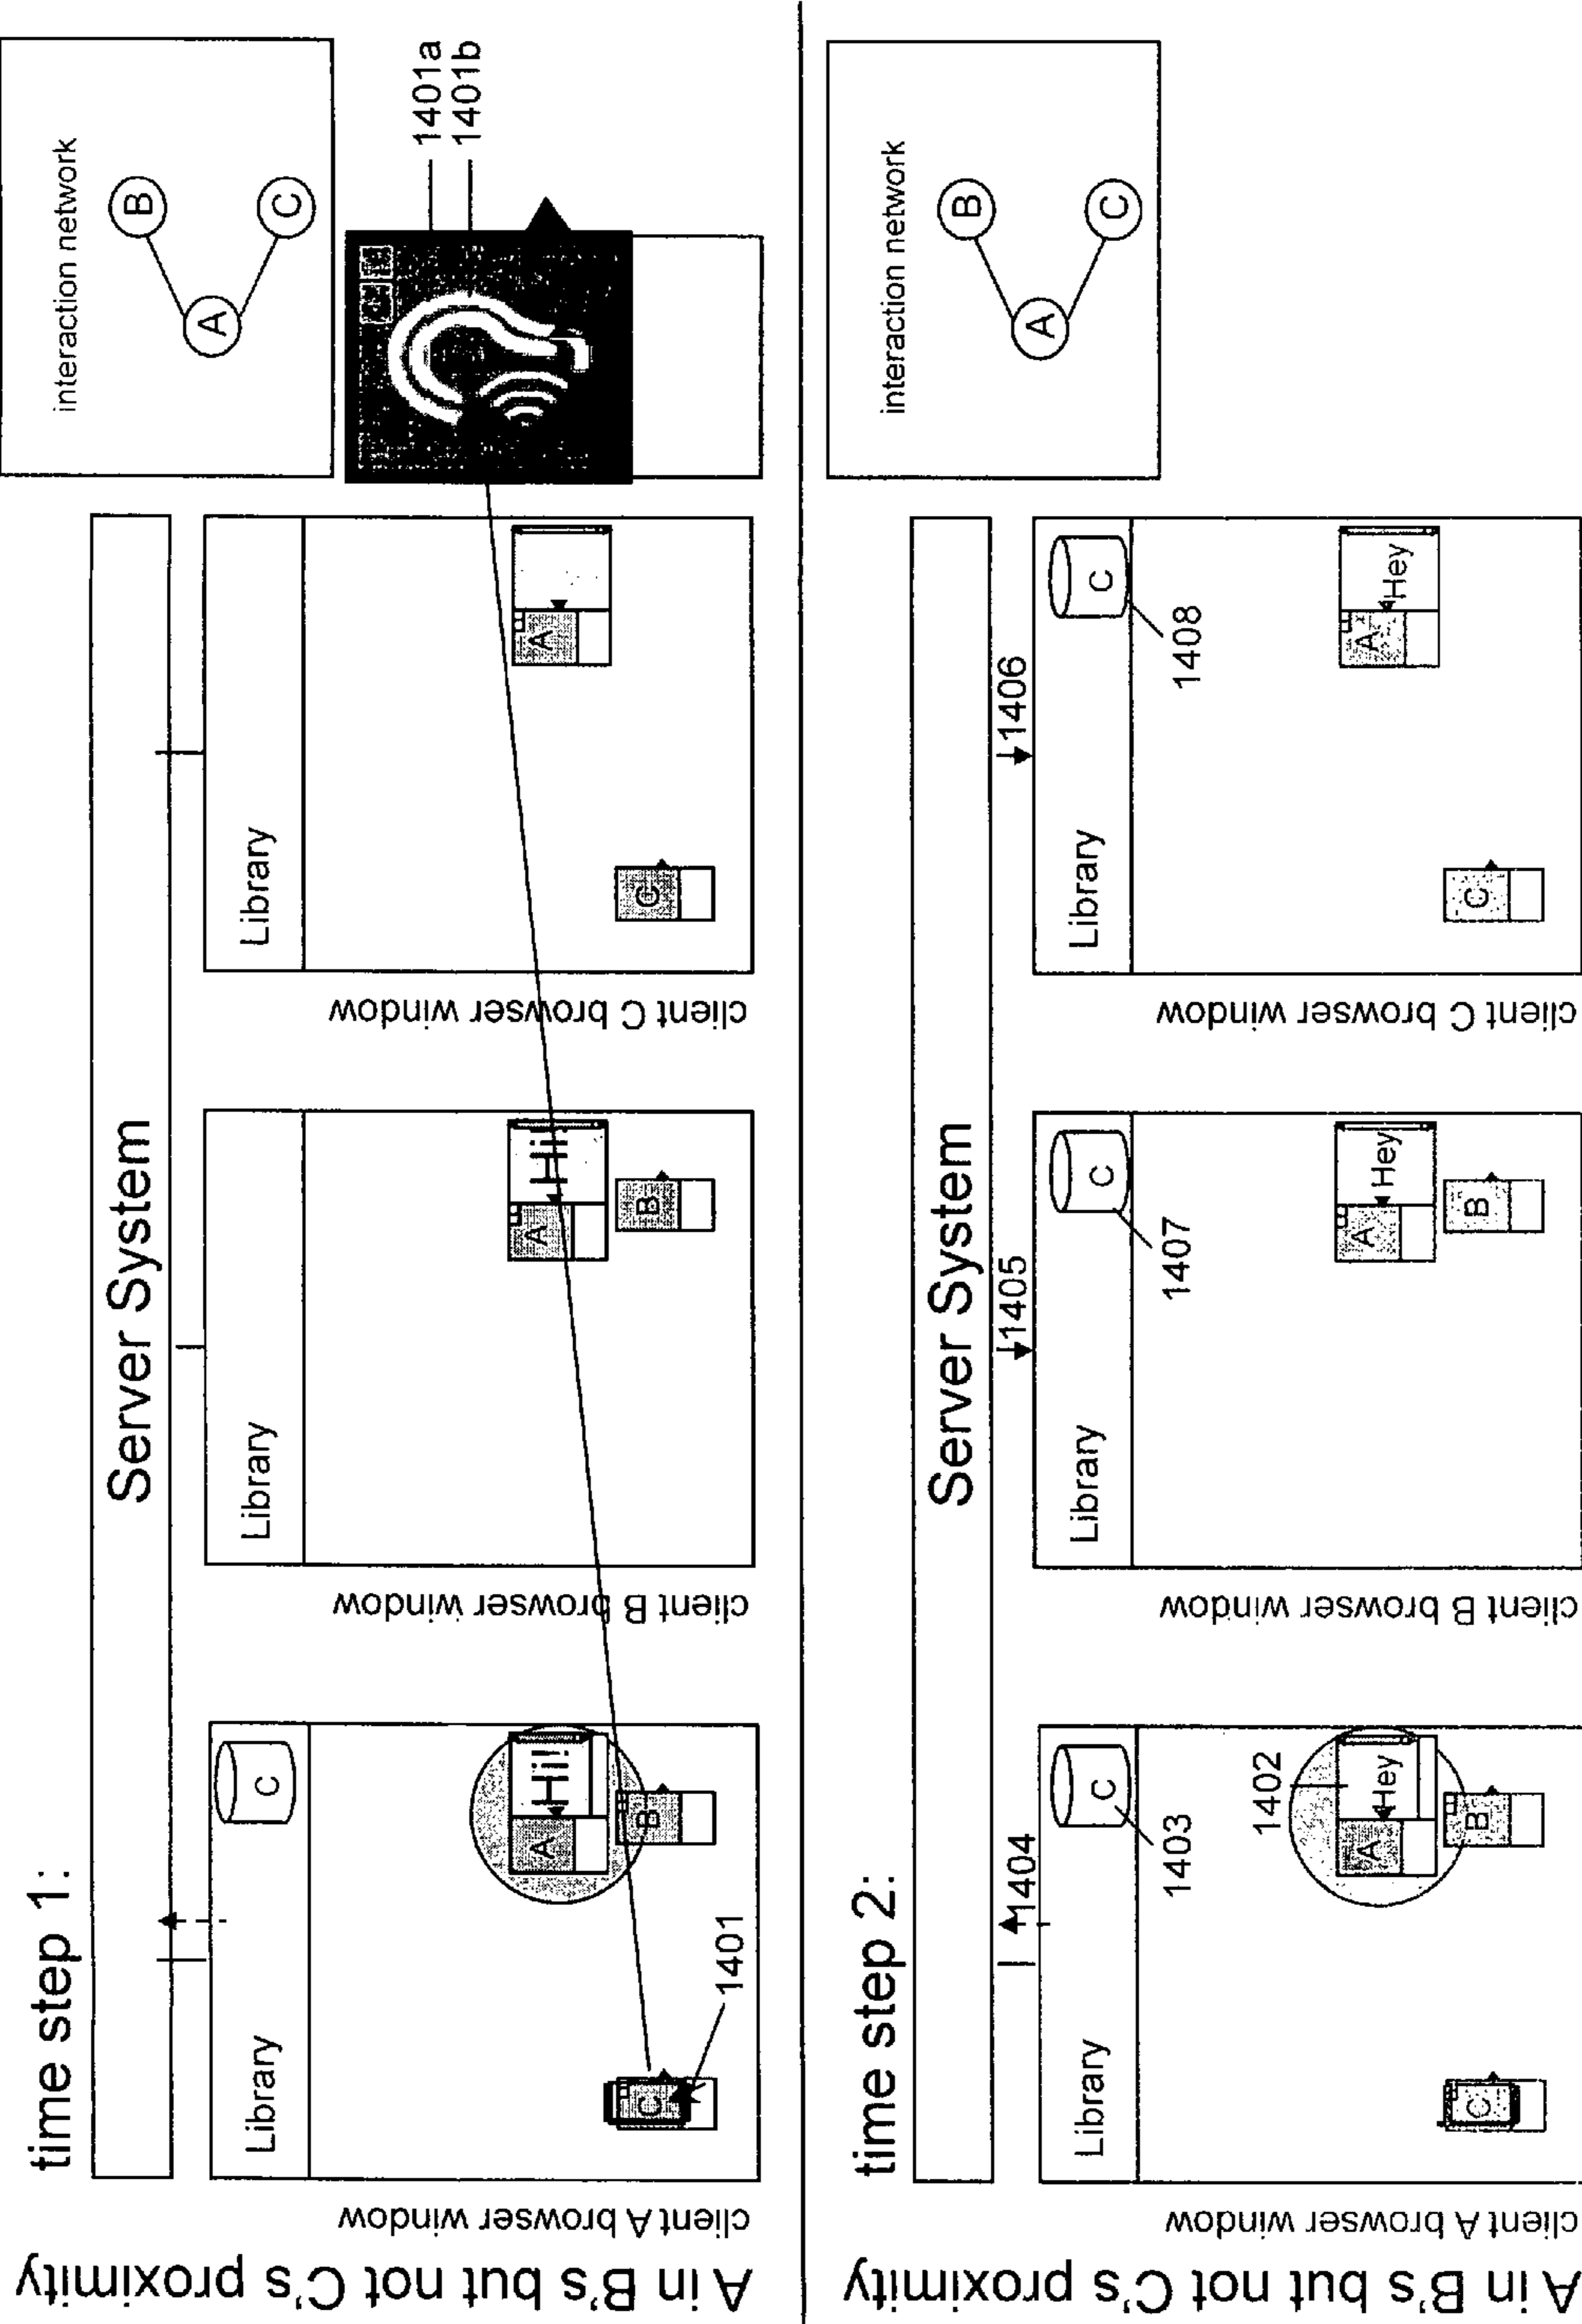 time step 1:
Server System
A in B's but not C's proximity
client A browser window
Library
C
A
Hi!
B
C
1401
client B browser window
Library
A
Hi!
B
client C browser window
Library
A
C
interaction network
A
B
C
1401a
1401b
time step 2:
Server System
A in B's but not C's proximity
client A browser window
1404
Library
C
1403
1402
A
Hey
B
C
client B browser window
1405
Library
C
1407
A
Hey
B
client C browser window
1406
Library
C
1408
A
Hey
C
interaction network
A
B
C